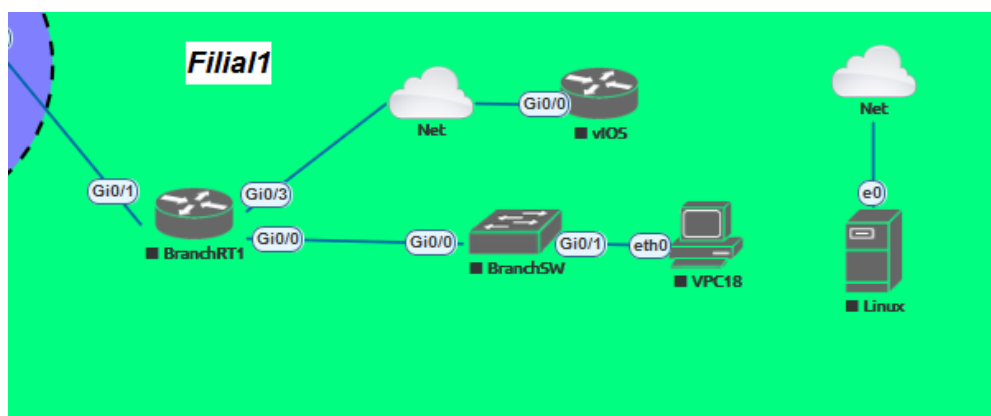 Filial1
Net
Gi0/0
vIOS
Net
Gi0/1
Gi0/3
e0
BranchRT1
Gi0/0
Gi0/0
BranchSW
Gi0/1
eth0
VPC18
Linux